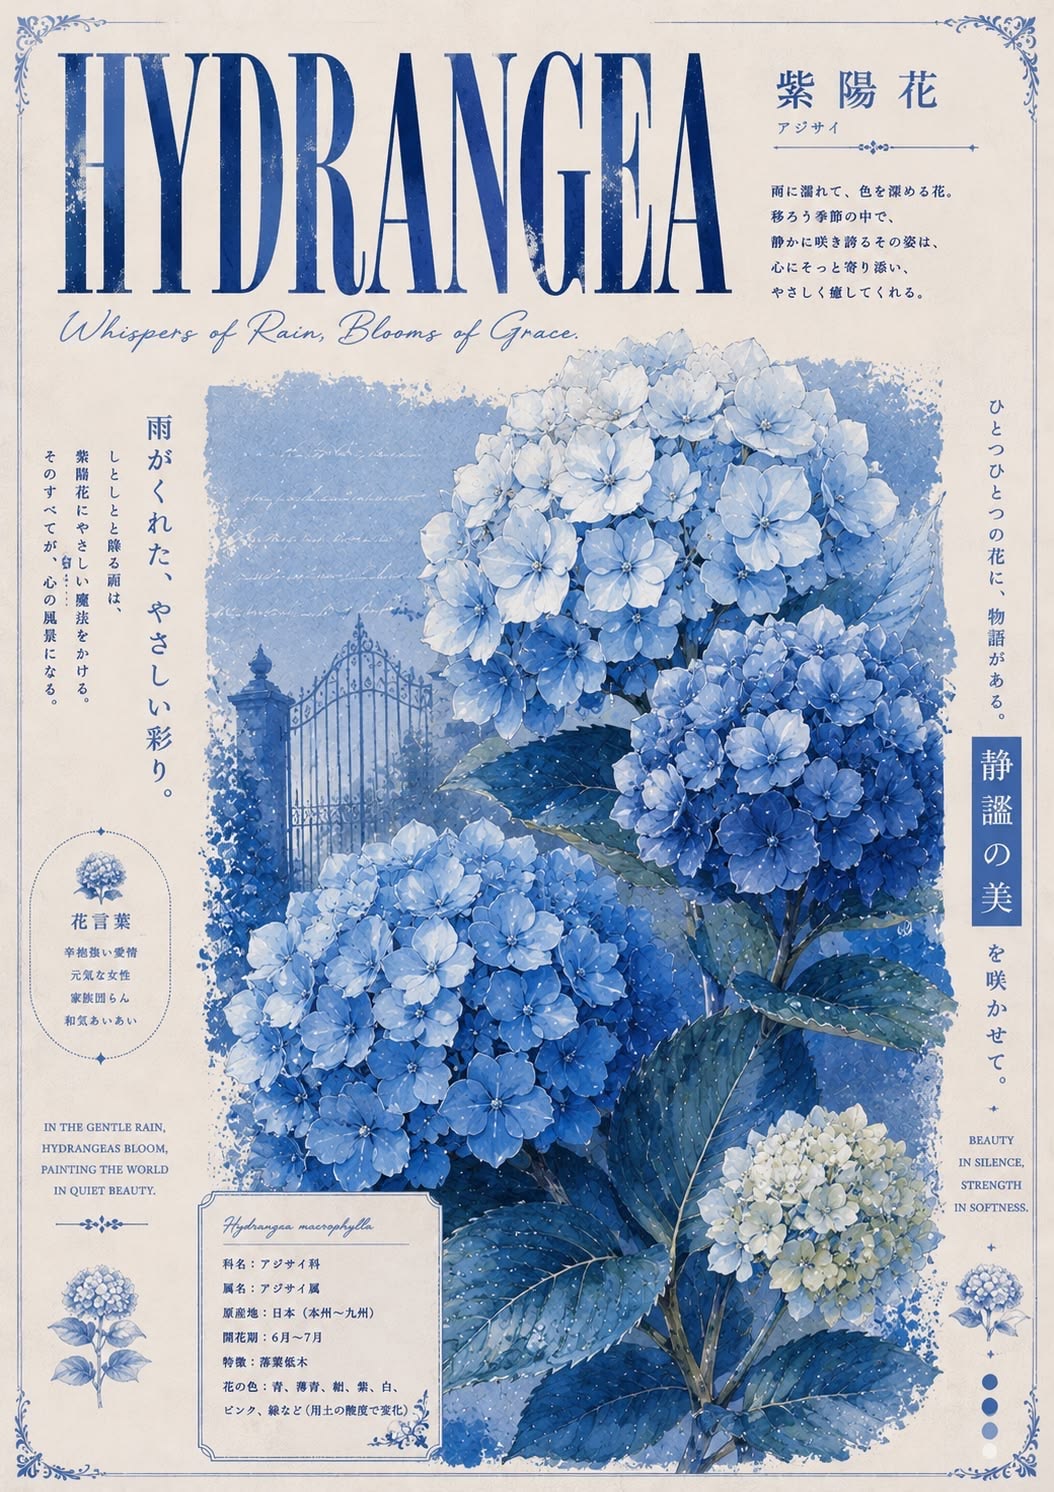 HYDRANGEA
紫陽花
アジサイ
雨に濡れて、色を深める花。
移ろう季節の中で、
静かに咲き誇るその姿は、
心にそっと寄り添い、
やさしく癒してくれる。
Whispers of Rain, Blooms of Grace.
雨がくれた、やさしい彩り。
しとしとと降る雨は、
紫陽花にやさしい魔法をかける。
そのすべてが、心の風景になる。
ひとつひとつの花に、物語がある。
静謐の美
を咲かせて。
花言葉
辛抱強い愛情
元気な女性
家族団らん
和気あいあい
IN THE GENTLE RAIN,
HYDRANGEAS BLOOM,
PAINTING THE WORLD
IN QUIET BEAUTY.
BEAUTY
IN SILENCE,
STRENGTH
IN SOFTNESS.
Hydrangea macrophylla
科名：アジサイ科
属名：アジサイ属
原産地：日本（本州〜九州）
開花期：6月〜7月
特徴：落葉低木
花の色：青、薄青、紺、紫、白、
ピンク、緑など（用土の酸度で変化）